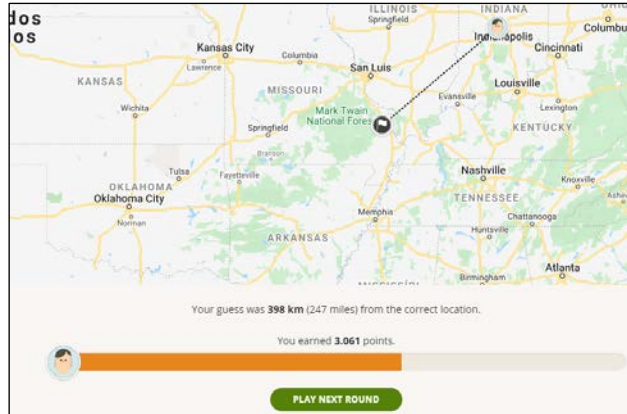 dos
os
ILLINOIS
Springfield
INDIANA
Indianapolis
Columbu
Kansas City
Lawrence
Columbia
San Luis
Cincinnati
KANSAS
MISSOURI
Louisville
Evansville
Lexington
Wichita
Mark Twain
National Fores
KENTUCKY
Springfield
Branson
Tulsa
Fayetteville
Nashville
Knoxville
OKLAHOMA
Oklahoma City
TENNESSEE
Ashev
Norman
Memphis
Chattanooga
Huntsville
ARKANSAS
Atlanta
Birmingham
MISSISSIPPI
Your guess was 398 km (247 miles) from the correct location.
You earned 3.061 points.
PLAY NEXT ROUND